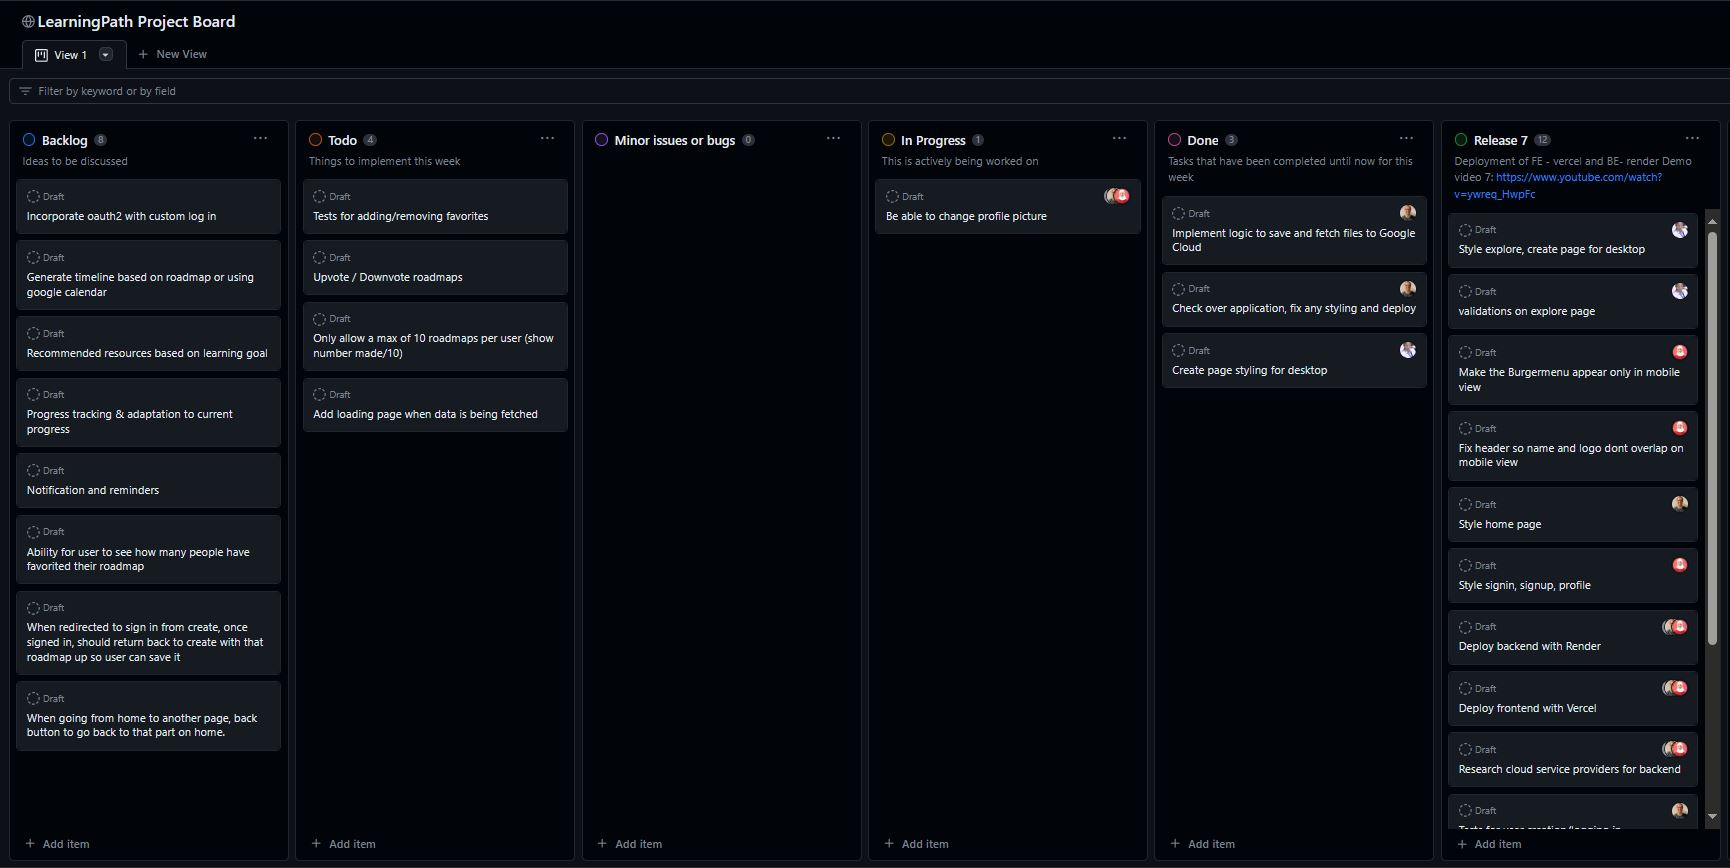 LearningPath Project Board
View 1
New View
Filter by keyword or by field
Backlog 8
Ideas to be discussed
Draft
Incorporate oauth2 with custom log in
Draft
Generate timeline based on roadmap or using
google calendar
Draft
Recommended resources based on learning goal
Draft
Progress tracking & adaptation to current
progress
Draft
Notification and reminders
Draft
Ability for user to see how many people have
favorited their roadmap
Draft
When redirected to sign in from create, once
signed in, should return back to create with that
roadmap up so user can save it
Draft
When going from home to another page, back
button to go back to that part on home.
+ Add item
Todo 4
Things to implement this week
Draft
Tests for adding/removing favorites
Draft
Upvote / Downvote roadmaps
Draft
Only allow a max of 10 roadmaps per user (show
number made/10)
Draft
Add loading page when data is being fetched
+ Add item
Minor issues or bugs 0
+ Add item
In Progress 1
This is actively being worked on
Draft
Be able to change profile picture
+ Add item
Done 3
Tasks that have been completed until now for this
week
Draft
Implement logic to save and fetch files to Google
Cloud
Draft
Check over application, fix any styling and deploy
Draft
Create page styling for desktop
+ Add item
Release 7 12
Deployment of FE - vercel and BE- render Demo
video 7: https://www.youtube.com/watch?
v=ywreq_HwpFc
Draft
Style explore, create page for desktop
Draft
validations on explore page
Draft
Make the Burgermenu appear only in mobile
view
Draft
Fix header so name and logo dont overlap on
mobile view
Draft
Style home page
Draft
Style signin, signup, profile
Draft
Deploy backend with Render
Draft
Deploy frontend with Vercel
Draft
Research cloud service providers for backend
Draft
+ Add item